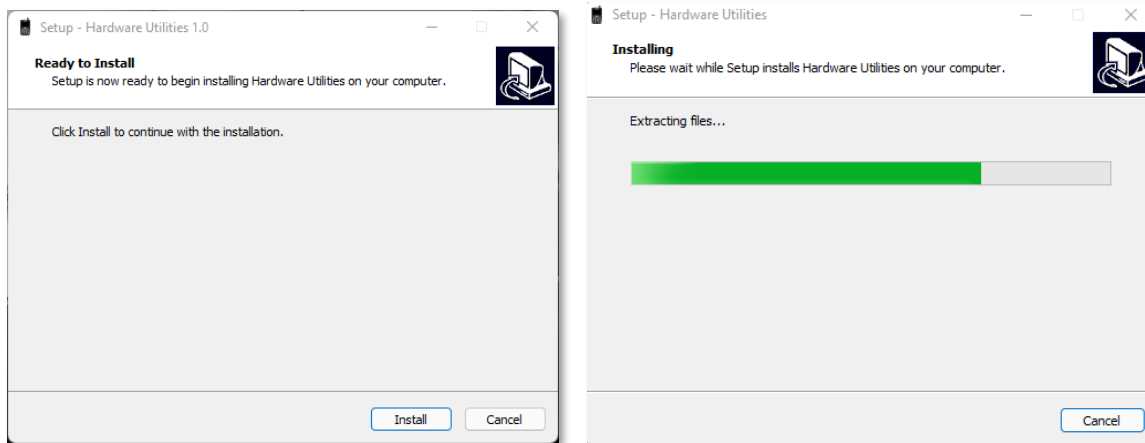 Setup - Hardware Utilities 1.0
Ready to Install
Setup is now ready to begin installing Hardware Utilities on your computer.
Click Install to continue with the installation.
Install
Cancel
Setup - Hardware Utilities
Installing
Please wait while Setup installs Hardware Utilities on your computer.
Extracting files...
Cancel